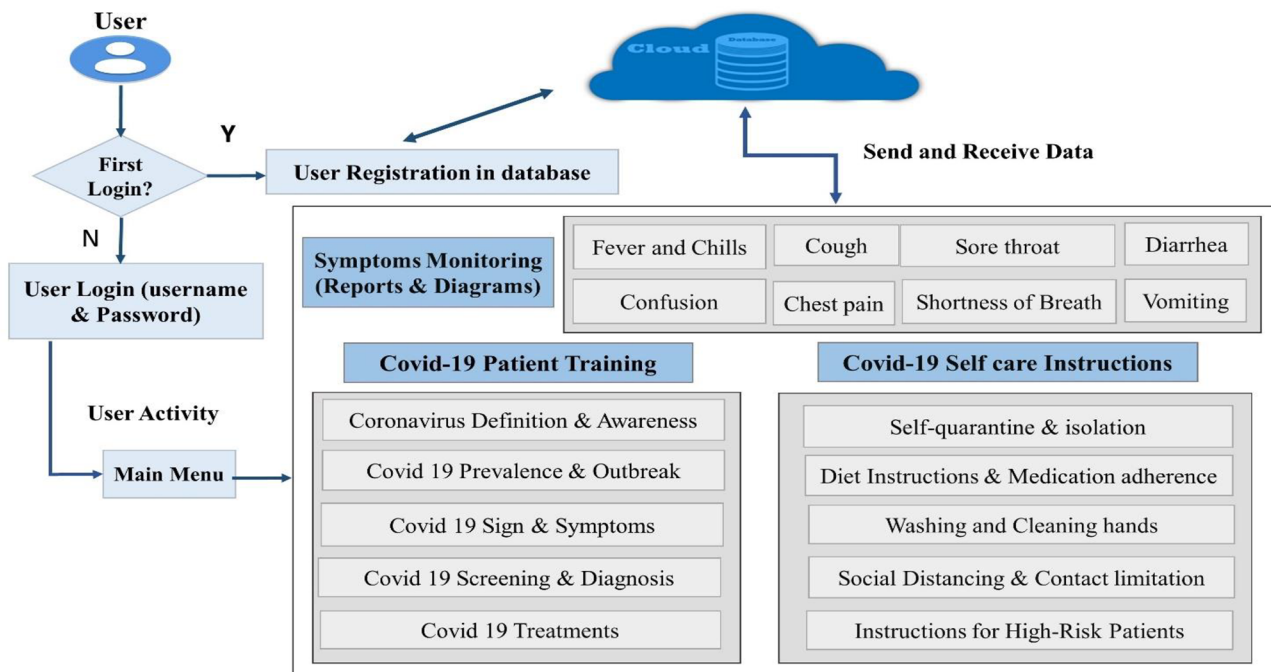 User
Cloud
Database
Y
First
Login?
User Registration in database
Send and Receive Data
N
User Login (username
& Password)
User Activity
Main Menu
Symptoms Monitoring
(Reports & Diagrams)
Fever and Chills
Cough
Sore throat
Diarrhea
Confusion
Chest pain
Shortness of Breath
Vomiting
Covid-19 Patient Training
Coronavirus Definition & Awareness
Covid 19 Prevalence & Outbreak
Covid 19 Sign & Symptoms
Covid 19 Screening & Diagnosis
Covid 19 Treatments
Covid-19 Self care Instructions
Self-quarantine & isolation
Diet Instructions & Medication adherence
Washing and Cleaning hands
Social Distancing & Contact limitation
Instructions for High-Risk Patients